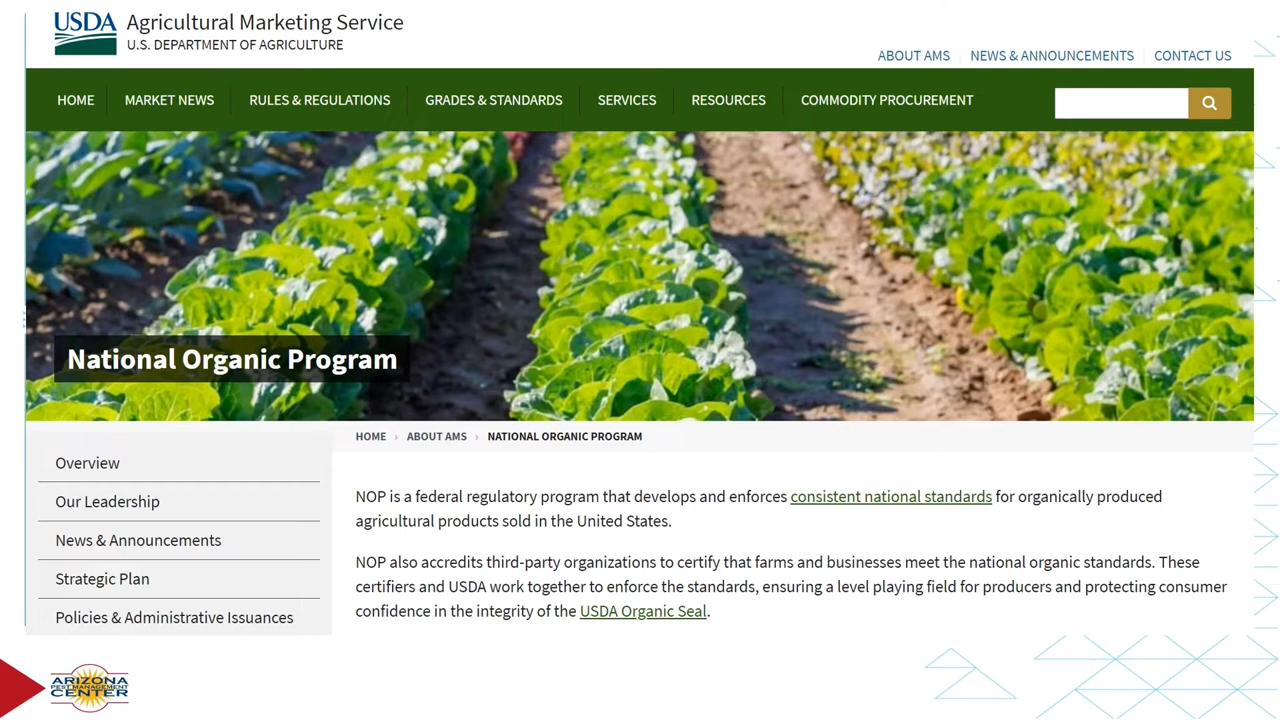 USDA Agricultural Marketing Service
U.S. DEPARTMENT OF AGRICULTURE
ABOUT AMS NEWS & ANNOUNCEMENTS CONTACT US
HOME MARKET NEWS RULES & REGULATIONS GRADES & STANDARDS SERVICES RESOURCES COMMODITY PROCUREMENT
National Organic Program
HOME › ABOUT AMS › NATIONAL ORGANIC PROGRAM
Overview
Our Leadership
News & Announcements
Strategic Plan
Policies & Administrative Issuances
NOP is a federal regulatory program that develops and enforces consistent national standards for organically produced
agricultural products sold in the United States.
NOP also accredits third-party organizations to certify that farms and businesses meet the national organic standards. These
certifiers and USDA work together to enforce the standards, ensuring a level playing field for producers and protecting consumer
confidence in the integrity of the USDA Organic Seal.
ARIZONA
PEST MANAGEMENT
CENTER